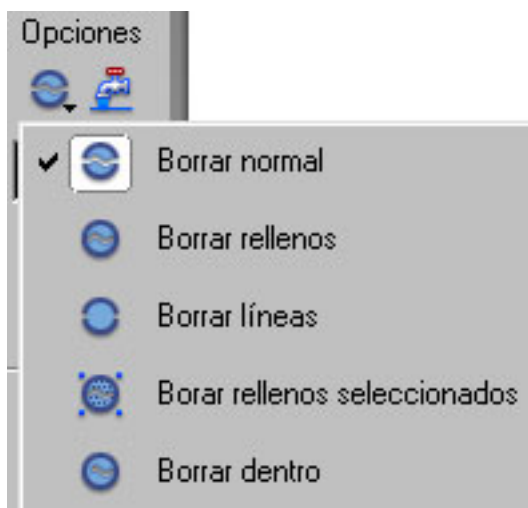 Opciones
Borrar normal
Borrar rellenos
Borrar líneas
Borar rellenos seleccionados
Borrar dentro